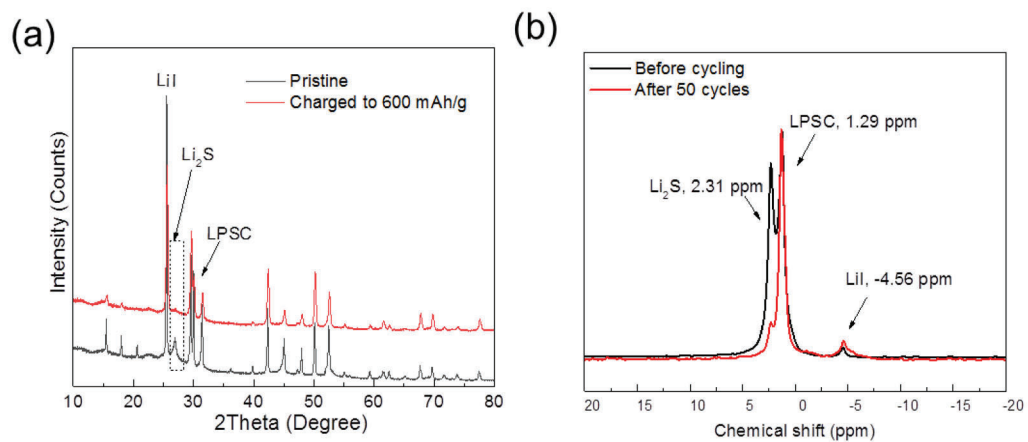 (a)
Intensity (Counts)
LiI
Li₂S
LPSC
Pristine
Charged to 600 mAh/g
10 20 30 40 50 60 70 80
2Theta (Degree)
(b)
Before cycling
After 50 cycles
LPSC, 1.29 ppm
Li₂S, 2.31 ppm
LiI, -4.56 ppm
20 15 10 5 0 -5 -10 -15 -20
Chemical shift (ppm)